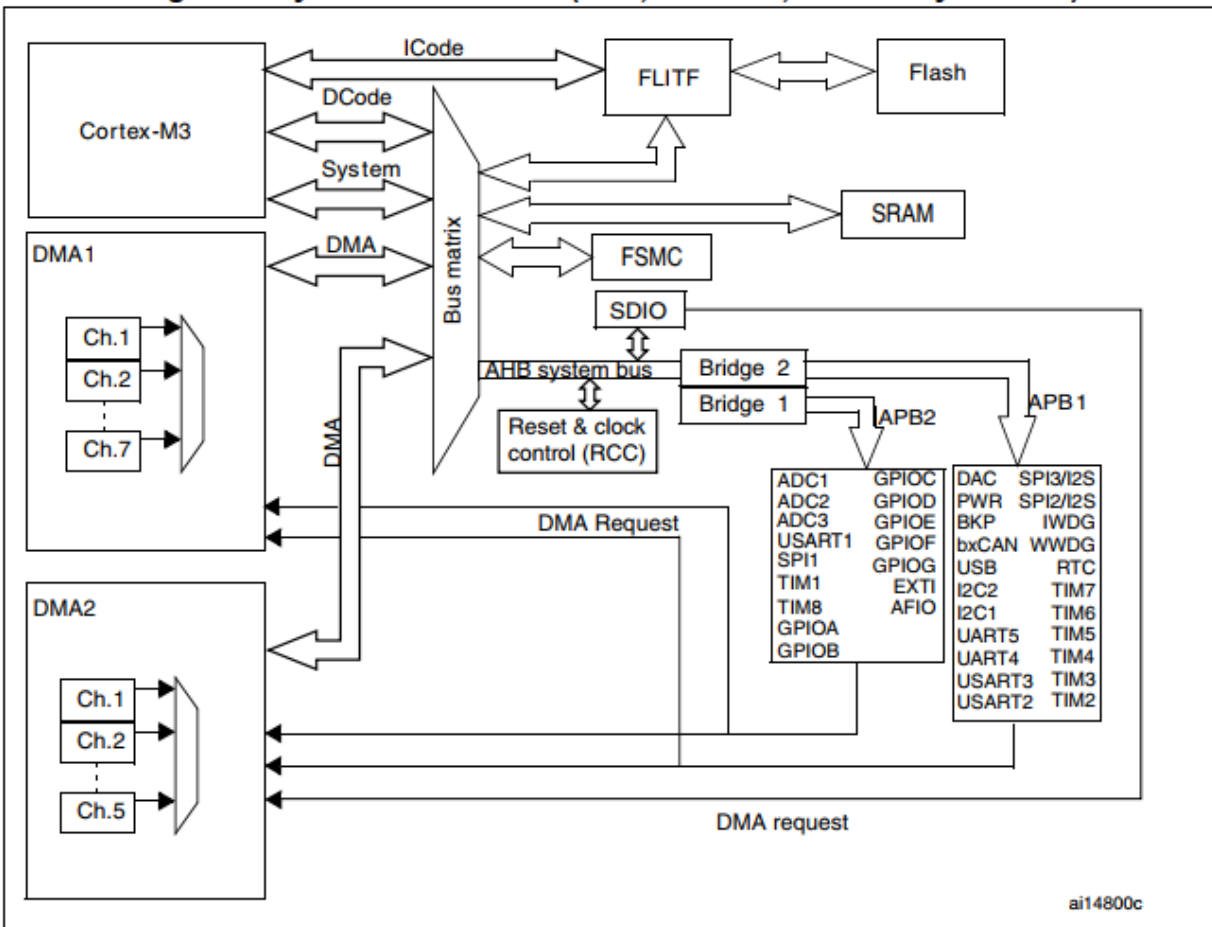 ICode
FLITF
Flash
DCode
Cortex-M3
System
SRAM
DMA1
DMA
FSMC
Bus matrix
SDIO
Ch.1
Ch.2
Ch.7
AHB system bus
Bridge 2
Bridge 1
APB2
APB1
Reset & clock
control (RCC)
DMA
ADC1 GPIOC
ADC2 GPIOD
ADC3 GPIOE
USART1 GPIOF
SPI1 GPIOG
TIM1 EXTI
TIM8 AFIO
GPIOA
GPIOB
DAC SPI3/I2S
PWR SPI2/I2S
BKP IWDG
bxCAN WWDG
USB RTC
I2C2 TIM7
I2C1 TIM6
UART5 TIM5
UART4 TIM4
USART3 TIM3
USART2 TIM2
DMA Request
DMA2
Ch.1
Ch.2
Ch.5
DMA request
ai14800c